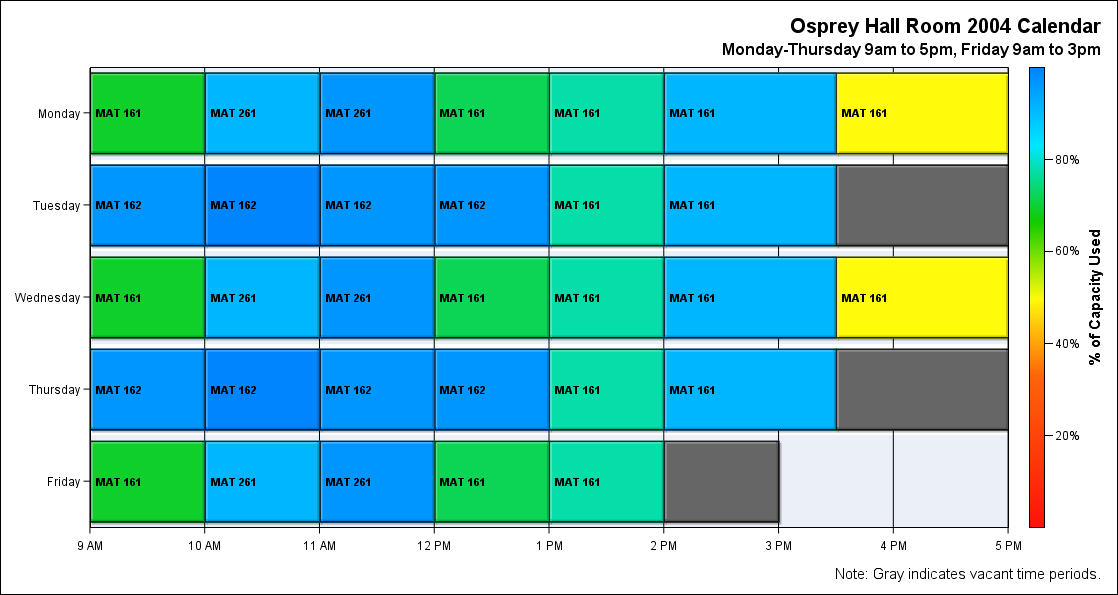 Osprey Hall Room 2004 Calendar
Monday-Thursday 9am to 5pm, Friday 9am to 3pm
Monday MAT 161 MAT 261 MAT 261 MAT 161 MAT 161 MAT 161 MAT 161
Tuesday MAT 162 MAT 162 MAT 162 MAT 162 MAT 161 MAT 161
Wednesday MAT 161 MAT 261 MAT 261 MAT 161 MAT 161 MAT 161 MAT 161
Thursday MAT 162 MAT 162 MAT 162 MAT 162 MAT 161 MAT 161
Friday MAT 161 MAT 261 MAT 261 MAT 161 MAT 161
9 AM 10 AM 11 AM 12 PM 1 PM 2 PM 3 PM 4 PM 5 PM
80%
60%
40%
20%
% of Capacity Used
Note: Gray indicates vacant time periods.